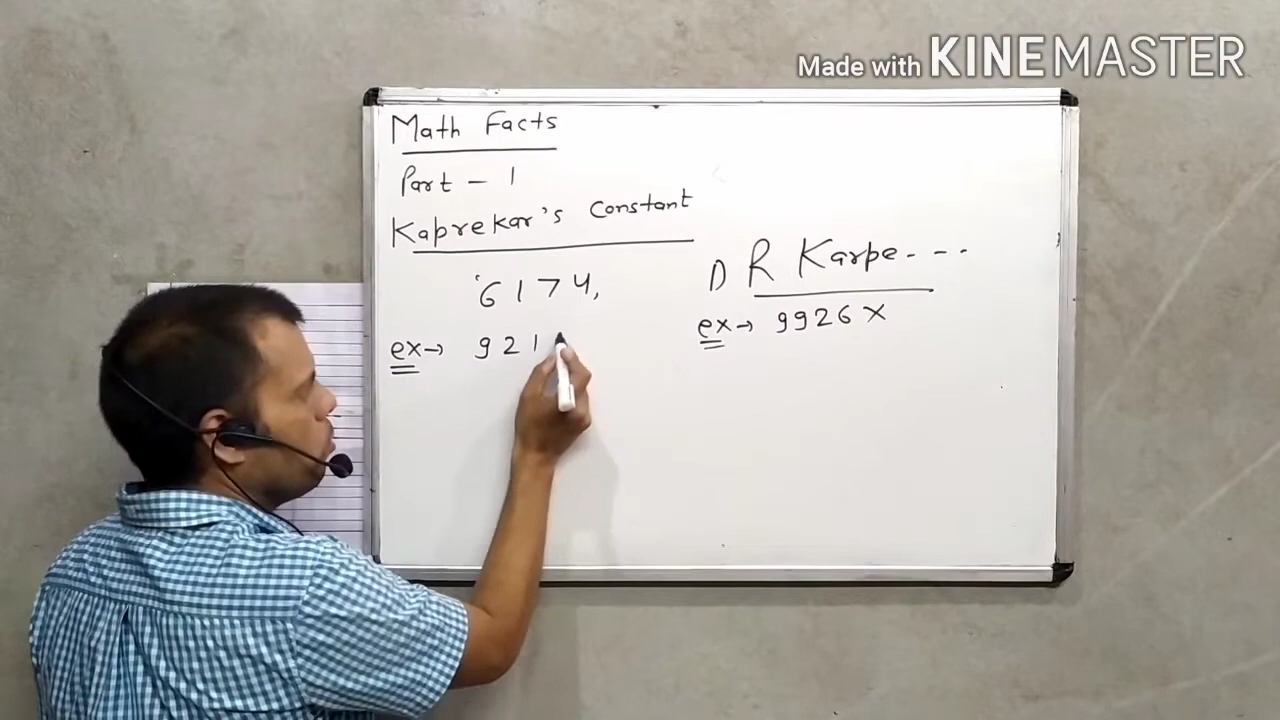 Made with KINEMASTER
Math Facts
Part - 1
Kaprekar's Constant
6174,
D R Karpe---
ex→ 921
ex→ 9926 X